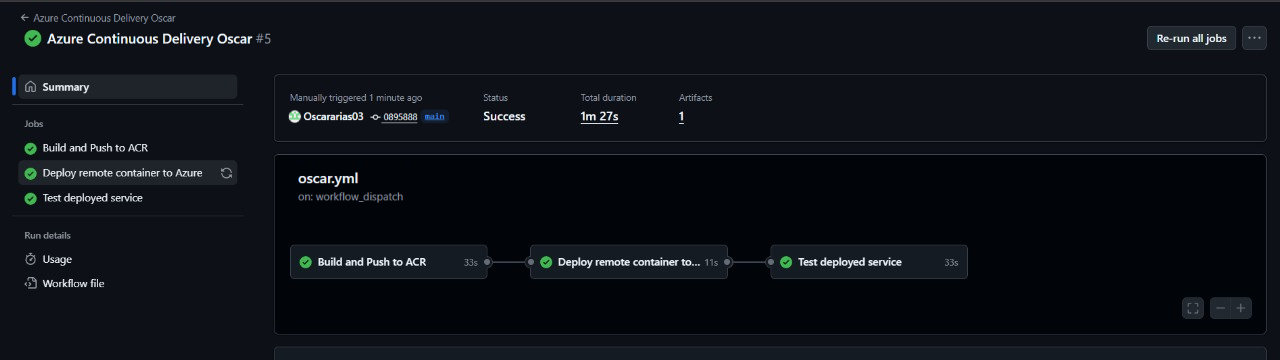 Azure Continuous Delivery Oscar
Azure Continuous Delivery Oscar #5
Re-run all jobs
Summary
Jobs
Build and Push to ACR
Deploy remote container to Azure
Test deployed service
Run details
Usage
Workflow file
Manually triggered 1 minute ago
Status
Total duration
Artifacts
Oscararias03 0895888 main
Success
1m 27s
1
oscar.yml
on: workflow_dispatch
Build and Push to ACR 33s
Deploy remote container to... 11s
Test deployed service 33s